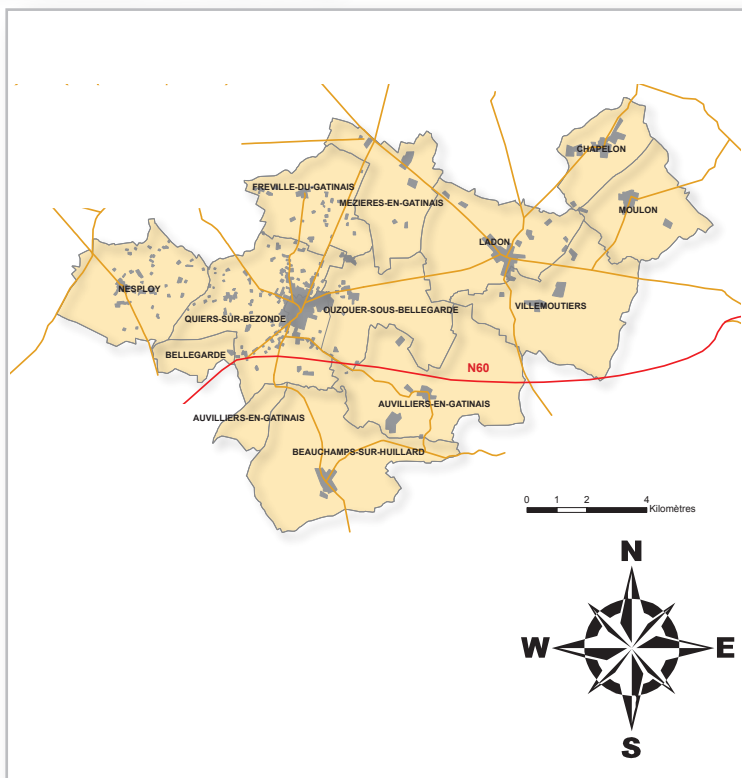 CHAPELON
FREVILLE-DU-GATINAIS
MEZIERES-EN-GATINAIS
MOULON
LADON
NESPLOY
VILLEMOUTIERS
OUZOUER-SOUS-BELLEGARDE
QUIERS-SUR-BEZONDE
BELLEGARDE
N60
AUVILLIERS-EN-GATINAIS
AUVILLIERS-EN-GATINAIS
BEAUCHAMPS-SUR-HUILLARD
0 1 2 4
Kilomètres
N
W E
S